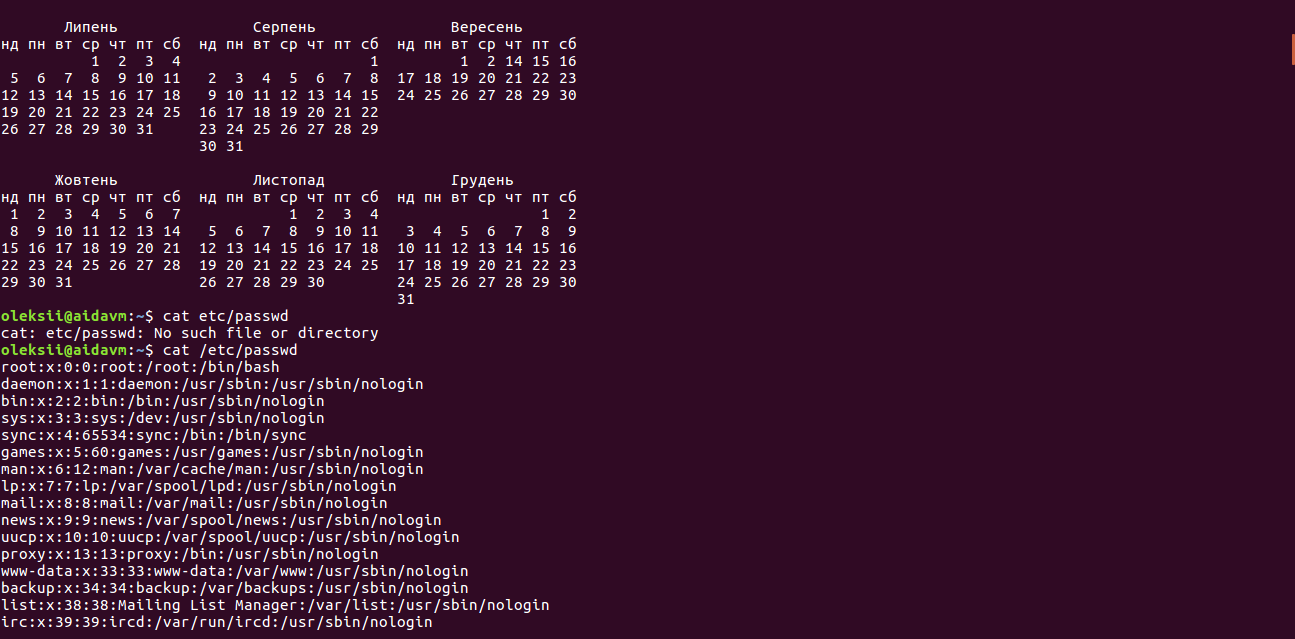 Липень               Серпень               Вересень
нд пн вт ср чт пт сб  нд пн вт ср чт пт сб  нд пн вт ср чт пт сб
          1  2  3  4                     1         1  2 14 15 16
 5  6  7  8  9 10 11   2  3  4  5  6  7  8  17 18 19 20 21 22 23
12 13 14 15 16 17 18   9 10 11 12 13 14 15  24 25 26 27 28 29 30
19 20 21 22 23 24 25  16 17 18 19 20 21 22
26 27 28 29 30 31     23 24 25 26 27 28 29
                      30 31
      Жовтень               Листопад              Грудень
нд пн вт ср чт пт сб  нд пн вт ср чт пт сб  нд пн вт ср чт пт сб
 1  2  3  4  5  6  7            1  2  3  4                  1  2
 8  9 10 11 12 13 14   5  6  7  8  9 10 11   3  4  5  6  7  8  9
15 16 17 18 19 20 21  12 13 14 15 16 17 18  10 11 12 13 14 15 16
22 23 24 25 26 27 28  19 20 21 22 23 24 25  17 18 19 20 21 22 23
29 30 31              26 27 28 29 30        24 25 26 27 28 29 30
                                            31
oleksii@aidavm:~$ cat etc/passwd
cat: etc/passwd: No such file or directory
oleksii@aidavm:~$ cat /etc/passwd
root:x:0:0:root:/root:/bin/bash
daemon:x:1:1:daemon:/usr/sbin:/usr/sbin/nologin
bin:x:2:2:bin:/bin:/usr/sbin/nologin
sys:x:3:3:sys:/dev:/usr/sbin/nologin
sync:x:4:65534:sync:/bin:/bin/sync
games:x:5:60:games:/usr/games:/usr/sbin/nologin
man:x:6:12:man:/var/cache/man:/usr/sbin/nologin
lp:x:7:7:lp:/var/spool/lpd:/usr/sbin/nologin
mail:x:8:8:mail:/var/mail:/usr/sbin/nologin
news:x:9:9:news:/var/spool/news:/usr/sbin/nologin
uucp:x:10:10:uucp:/var/spool/uucp:/usr/sbin/nologin
proxy:x:13:13:proxy:/bin:/usr/sbin/nologin
www-data:x:33:33:www-data:/var/www:/usr/sbin/nologin
backup:x:34:34:backup:/var/backups:/usr/sbin/nologin
list:x:38:38:Mailing List Manager:/var/list:/usr/sbin/nologin
irc:x:39:39:ircd:/var/run/ircd:/usr/sbin/nologin